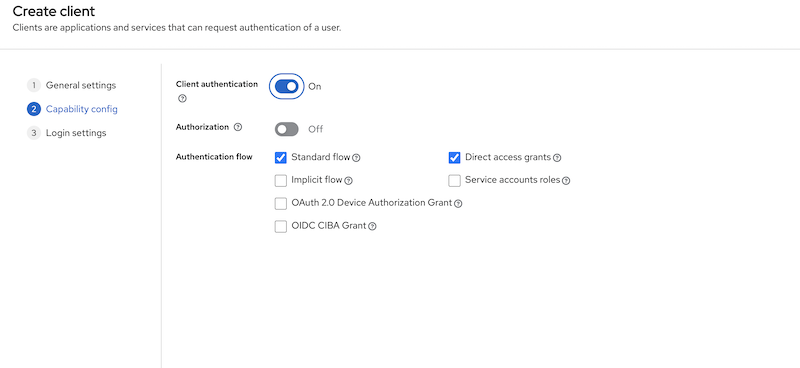 Create client
Clients are applications and services that can request authentication of a user.
1 General settings
2 Capability config
3 Login settings
Client authentication
On
Authorization
Off
Authentication flow
Standard flow
Direct access grants
Implicit flow
Service accounts roles
OAuth 2.0 Device Authorization Grant
OIDC CIBA Grant